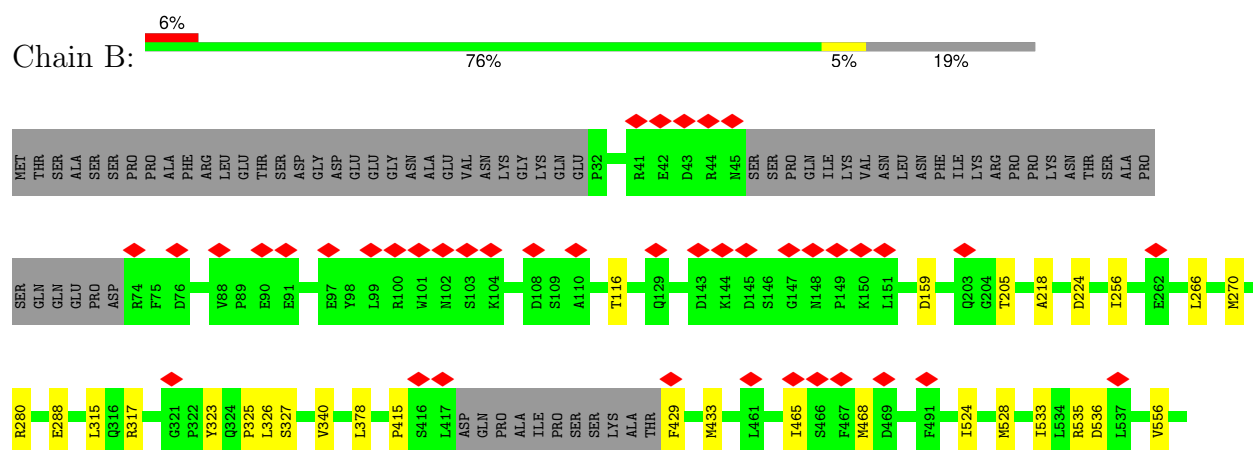 6%
Chain B:
76% 5% 19%
MET THR SER ALA SER SER PRO PRO ALA PHE ARG LEU GLU THR SER ASP GLY ASP GLU GLU GLY ASN ALA GLU VAL ASN LYS GLY LYS GLN GLU P32 R41 E42 D43 R44 N45 SER SER PRO GLN ILE LYS VAL ASN LEU ASN PHE ILE LYS ARG PRO PRO LYS ASN THR SER ALA PRO
SER GLN GLN GLU PRO ASP R74 F75 D76 V88 P89 E90 E91 E97 Y98 L99 R100 W101 N102 S103 K104 D108 S109 A110 T116 Q129 D143 K144 D145 S146 G147 N148 P149 K150 L151 D159 Q203 G204 T205 A218 D224 I256 E262 L266 M270
R280 E288 L315 Q316 R317 G321 P322 Y323 Q324 P325 L326 S327 V340 L378 P415 S416 L417 ASP GLN PRO ALA ILE PRO SER SER LYS ALA THR F429 M433 L461 I465 S466 F467 M468 D469 F491 I524 M528 I533 L534 R535 D536 L537 V556